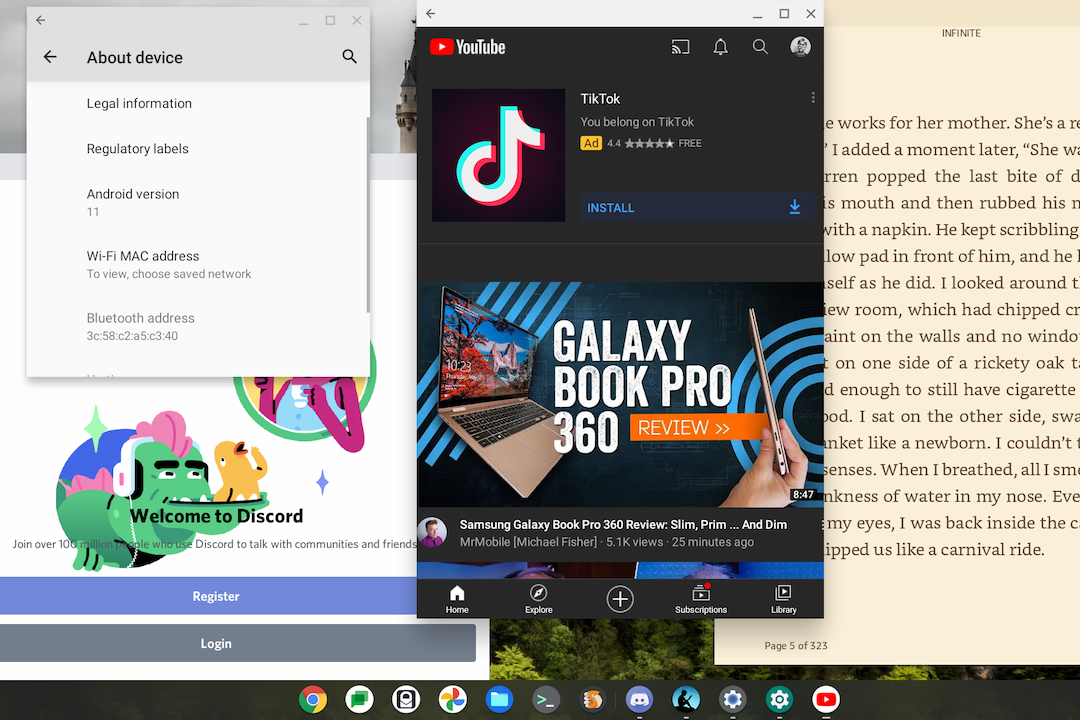 About device
Legal information
Regulatory labels
Android version
11
Wi-Fi MAC address
To view, choose saved network
Bluetooth address
3c:58:c2:a5:c3:40
Welcome to Discord
Join over 100 million people who use Discord to talk with communities and friends
Register
Login
YouTube
TikTok
You belong on TikTok
Ad 4.4 FREE
INSTALL
10:23
GALAXY
BOOK PRO
360 REVIEW >>
8:47
Samsung Galaxy Book Pro 360 Review: Slim, Prim ... And Dim
MrMobile [Michael Fisher] · 5.1K views · 25 minutes ago
Home Explore Subscriptions Library
INFINITE
e works for her mother. She’s a re
” I added a moment later, “She wa
rren popped the last bite of d
is mouth and then rubbed his m
with a napkin. He kept scribbling
low pad in front of him, and he h
self as he did. I looked around th
iew room, which had chipped cr
aint on the walls and no windo
t on one side of a rickety oak ta
d enough to still have cigarette
ood. I sat on the other side, swa
nket like a newborn. I couldn’t t
senses. When I breathed, all I sme
nkness of water in my nose. Eve
my eyes, I was back inside the ca
ipped us like a carnival ride.
Page 5 of 323